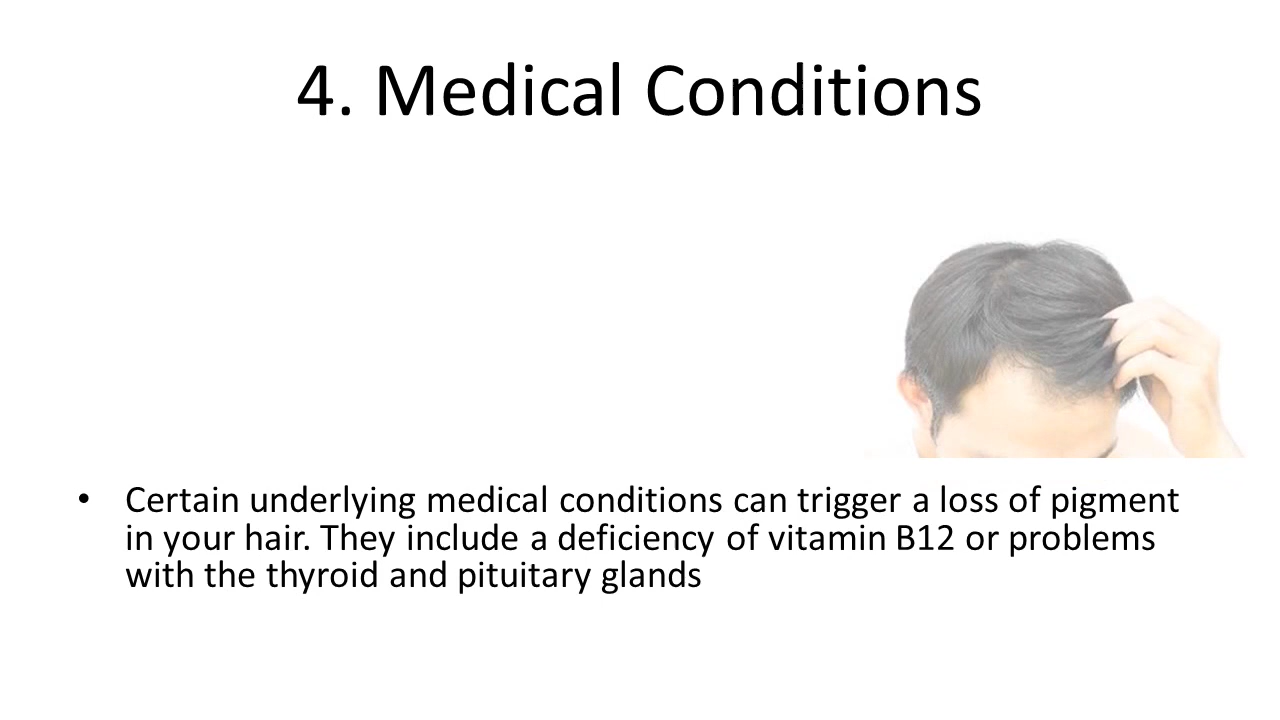 4. Medical Conditions
• Certain underlying medical conditions can trigger a loss of pigment
in your hair. They include a deficiency of vitamin B12 or problems
with the thyroid and pituitary glands